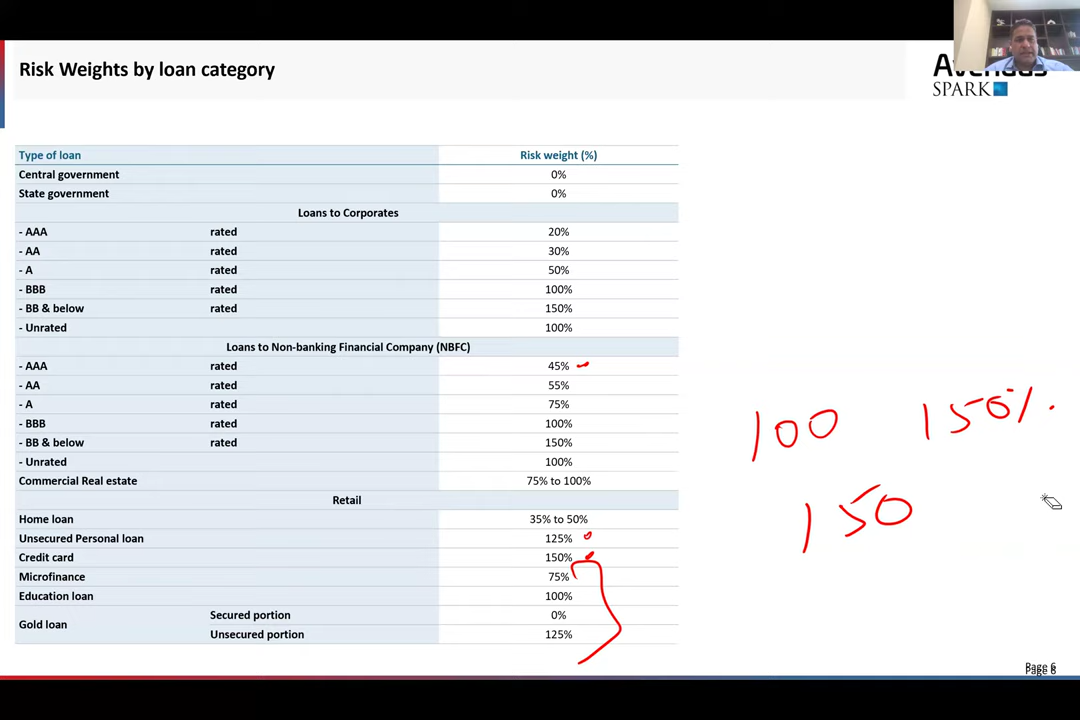 Risk Weights by loan category
Avendus
SPARK
Type of loan Risk weight (%)
Central government 0%
State government 0%
Loans to Corporates
- AAA rated 20%
- AA rated 30%
- A rated 50%
- BBB rated 100%
- BB & below rated 150%
- Unrated 100%
Loans to Non-banking Financial Company (NBFC)
- AAA rated 45%
- AA rated 55%
- A rated 75%
- BBB rated 100%
- BB & below rated 150%
- Unrated 100%
Commercial Real estate 75% to 100%
Retail
Home loan 35% to 50%
Unsecured Personal loan 125%
Credit card 150%
Microfinance 75%
Education loan 100%
Gold loan Secured portion 0%
Unsecured portion 125%
100 150%.
150
Page 6
Page 6